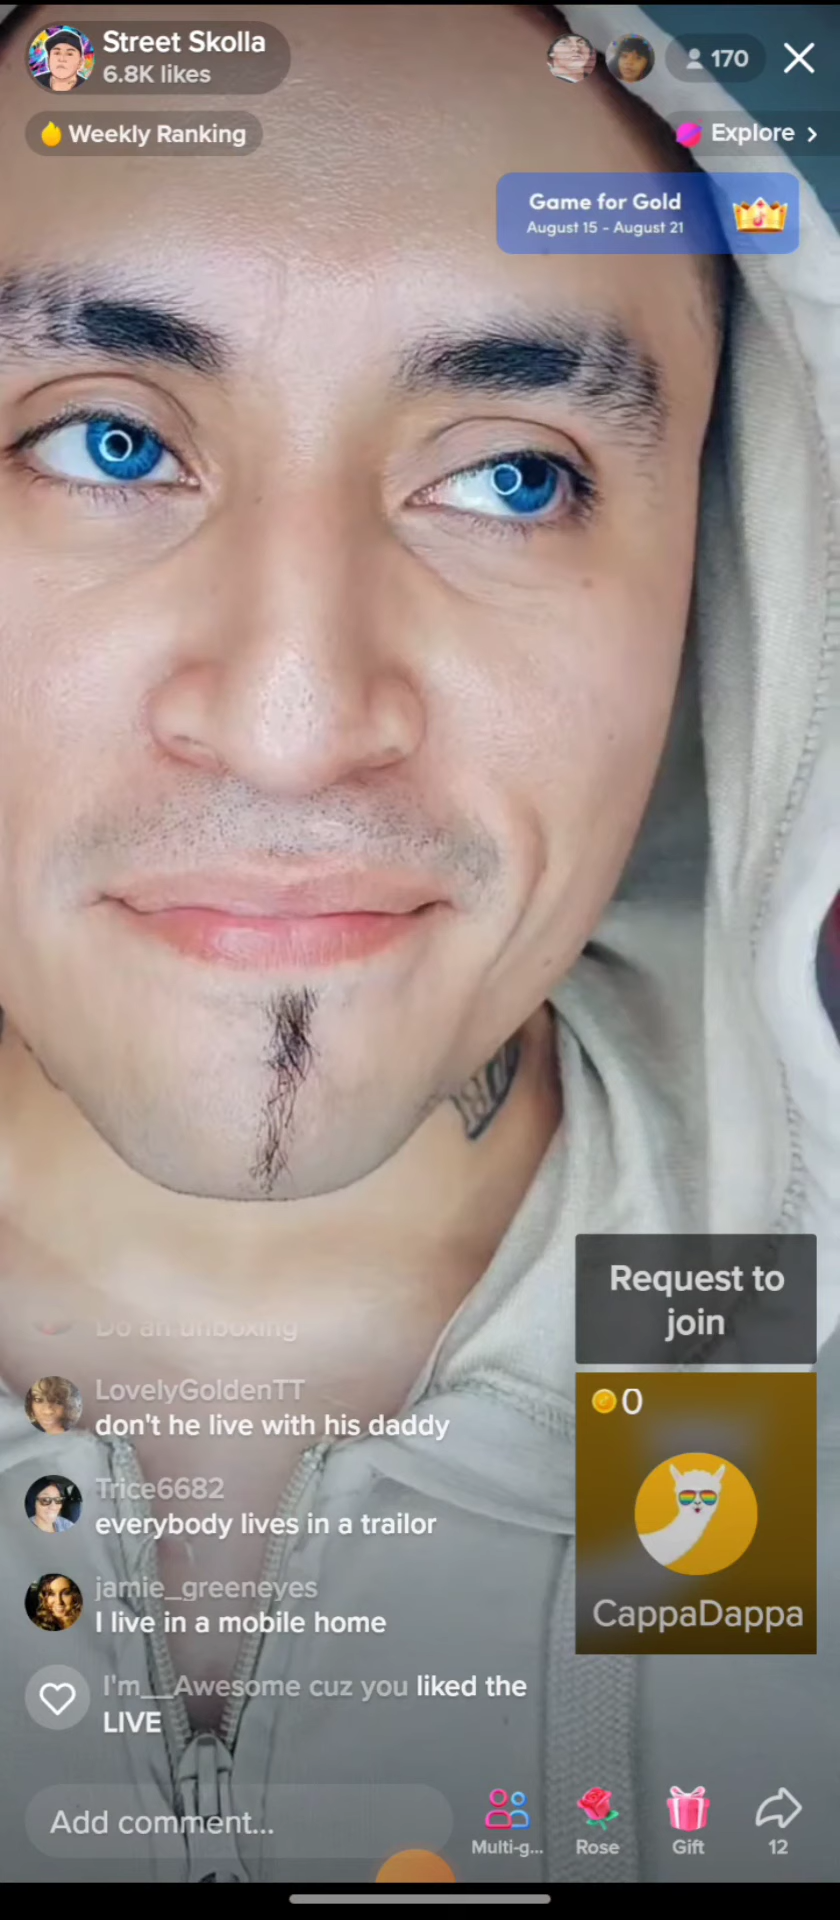 Street Skolla
6.8K likes
170
Weekly Ranking
Explore
Game for Gold
August 15 - August 21
Request to
join
Do an unboxing
LovelyGoldenTT
don't he live with his daddy
0
Trice6682
everybody lives in a trailor
jamie_greeneyes
I live in a mobile home
CappaDappa
I'm__Awesome cuz you liked the
LIVE
Add comment...
Multi-g...
Rose
Gift
12